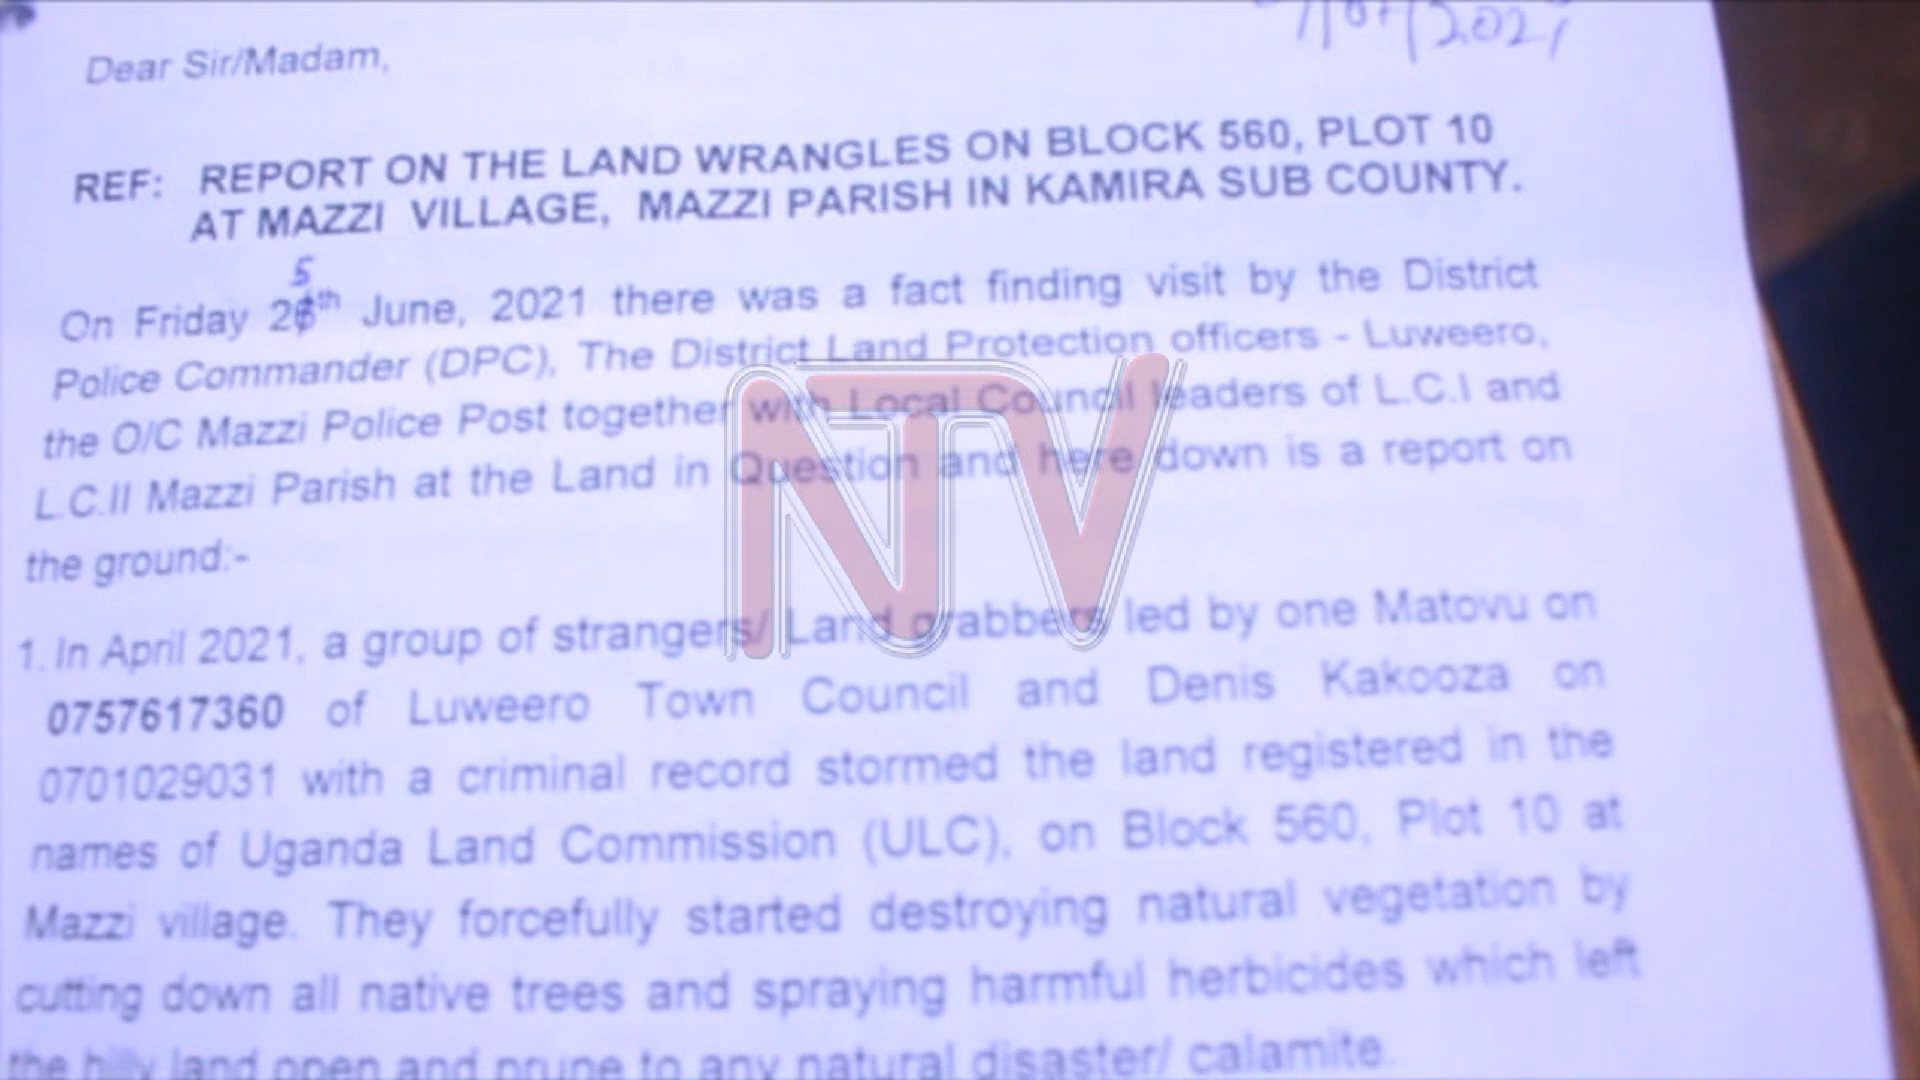 Dear Sir/Madam,
REF: REPORT ON THE LAND WRANGLES ON BLOCK 560, PLOT 10
AT MAZZI VILLAGE, MAZZI PARISH IN KAMIRA SUB COUNTY.
5
On Friday 26th June, 2021 there was a fact finding visit by the District
Police Commander (DPC), The District Land Protection officers - Luweero,
the O/C Mazzi Police Post together with Local Council leaders of L.C.I and
L.C.II Mazzi Parish at the Land in Question and here down is a report on
the ground:-
NTV
1. In April 2021, a group of strangers/ Land grabbers led by one Matovu on
0757617360 of Luweero Town Council and Denis Kakooza on
0701029031 with a criminal record stormed the land registered in the
names of Uganda Land Commission (ULC), on Block 560, Plot 10 at
Mazzi village. They forcefully started destroying natural vegetation by
cutting down all native trees and spraying harmful herbicides which left
the hilly land open and prune to any natural disaster/ calamite.